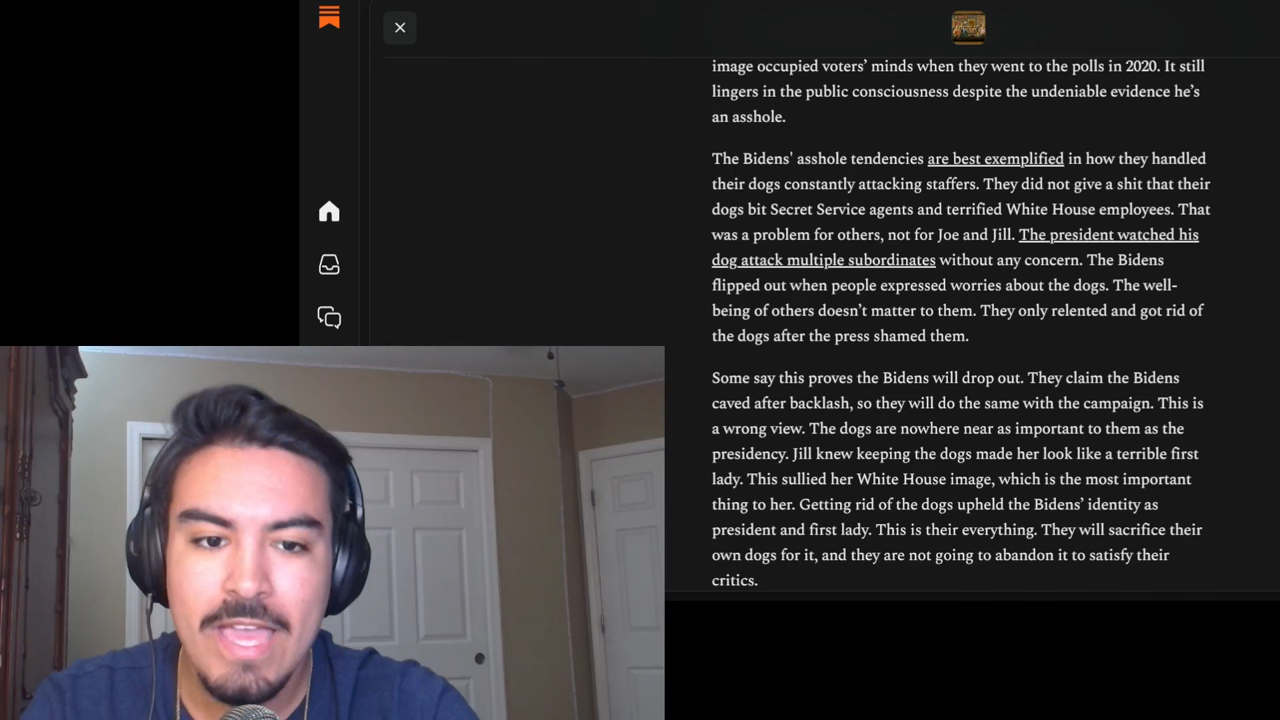 image occupied voters’ minds when they went to the polls in 2020. It still
lingers in the public consciousness despite the undeniable evidence he’s
an asshole.
The Bidens' asshole tendencies are best exemplified in how they handled
their dogs constantly attacking staffers. They did not give a shit that their
dogs bit Secret Service agents and terrified White House employees. That
was a problem for others, not for Joe and Jill. The president watched his
dog attack multiple subordinates without any concern. The Bidens
flipped out when people expressed worries about the dogs. The well-
being of others doesn’t matter to them. They only relented and got rid of
the dogs after the press shamed them.
Some say this proves the Bidens will drop out. They claim the Bidens
caved after backlash, so they will do the same with the campaign. This is
a wrong view. The dogs are nowhere near as important to them as the
presidency. Jill knew keeping the dogs made her look like a terrible first
lady. This sullied her White House image, which is the most important
thing to her. Getting rid of the dogs upheld the Bidens’ identity as
president and first lady. This is their everything. They will sacrifice their
own dogs for it, and they are not going to abandon it to satisfy their
critics.